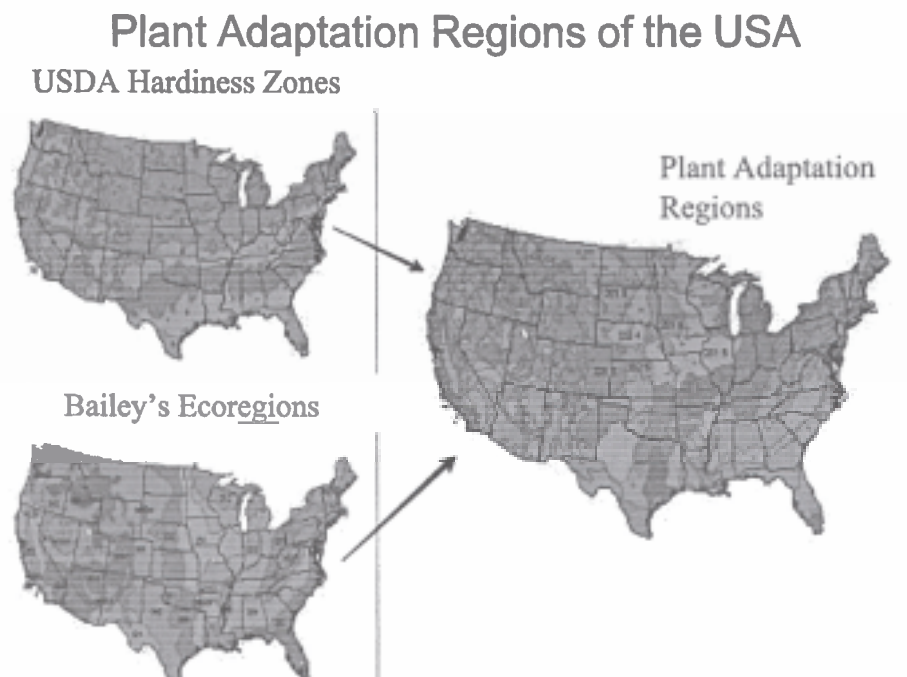 Plant Adaptation Regions of the USA
USDA Hardiness Zones
Plant Adaptation
Regions
Bailey's Ecoregions